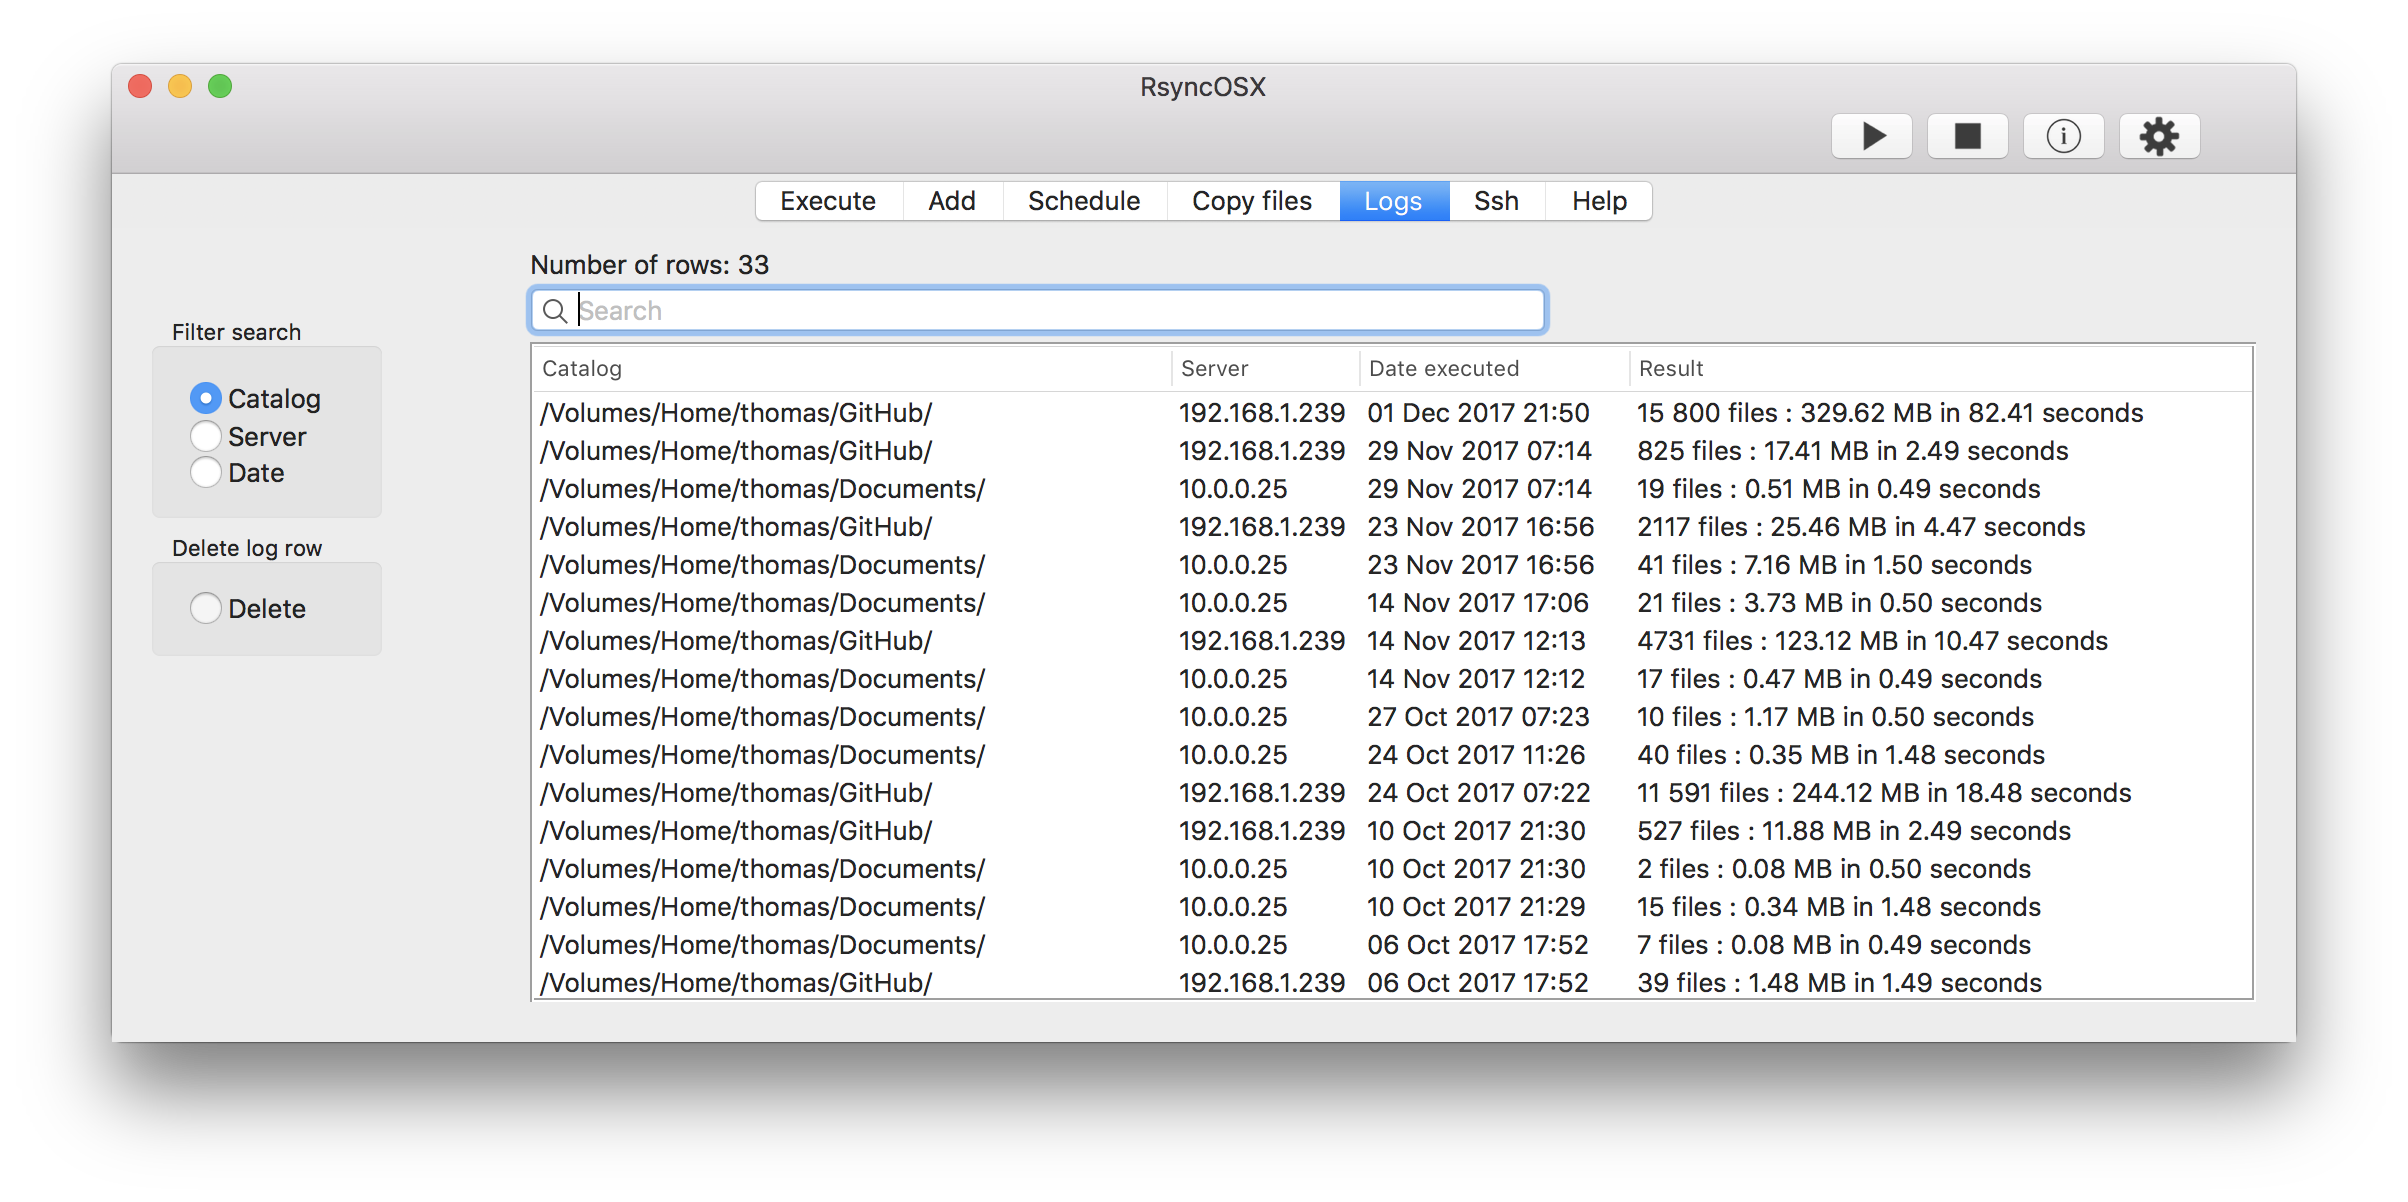 RsyncOSX
Execute Add Schedule Copy files Logs Ssh Help
Number of rows: 33
Search
Filter search
Catalog
Server
Date
Delete log row
Delete
Catalog Server Date executed Result
/Volumes/Home/thomas/GitHub/ 192.168.1.239 01 Dec 2017 21:50 15 800 files : 329.62 MB in 82.41 seconds
/Volumes/Home/thomas/GitHub/ 192.168.1.239 29 Nov 2017 07:14 825 files : 17.41 MB in 2.49 seconds
/Volumes/Home/thomas/Documents/ 10.0.0.25 29 Nov 2017 07:14 19 files : 0.51 MB in 0.49 seconds
/Volumes/Home/thomas/GitHub/ 192.168.1.239 23 Nov 2017 16:56 2117 files : 25.46 MB in 4.47 seconds
/Volumes/Home/thomas/Documents/ 10.0.0.25 23 Nov 2017 16:56 41 files : 7.16 MB in 1.50 seconds
/Volumes/Home/thomas/Documents/ 10.0.0.25 14 Nov 2017 17:06 21 files : 3.73 MB in 0.50 seconds
/Volumes/Home/thomas/GitHub/ 192.168.1.239 14 Nov 2017 12:13 4731 files : 123.12 MB in 10.47 seconds
/Volumes/Home/thomas/Documents/ 10.0.0.25 14 Nov 2017 12:12 17 files : 0.47 MB in 0.49 seconds
/Volumes/Home/thomas/Documents/ 10.0.0.25 27 Oct 2017 07:23 10 files : 1.17 MB in 0.50 seconds
/Volumes/Home/thomas/Documents/ 10.0.0.25 24 Oct 2017 11:26 40 files : 0.35 MB in 1.48 seconds
/Volumes/Home/thomas/GitHub/ 192.168.1.239 24 Oct 2017 07:22 11 591 files : 244.12 MB in 18.48 seconds
/Volumes/Home/thomas/GitHub/ 192.168.1.239 10 Oct 2017 21:30 527 files : 11.88 MB in 2.49 seconds
/Volumes/Home/thomas/Documents/ 10.0.0.25 10 Oct 2017 21:30 2 files : 0.08 MB in 0.50 seconds
/Volumes/Home/thomas/Documents/ 10.0.0.25 10 Oct 2017 21:29 15 files : 0.34 MB in 1.48 seconds
/Volumes/Home/thomas/Documents/ 10.0.0.25 06 Oct 2017 17:52 7 files : 0.08 MB in 0.49 seconds
/Volumes/Home/thomas/GitHub/ 192.168.1.239 06 Oct 2017 17:52 39 files : 1.48 MB in 1.49 seconds